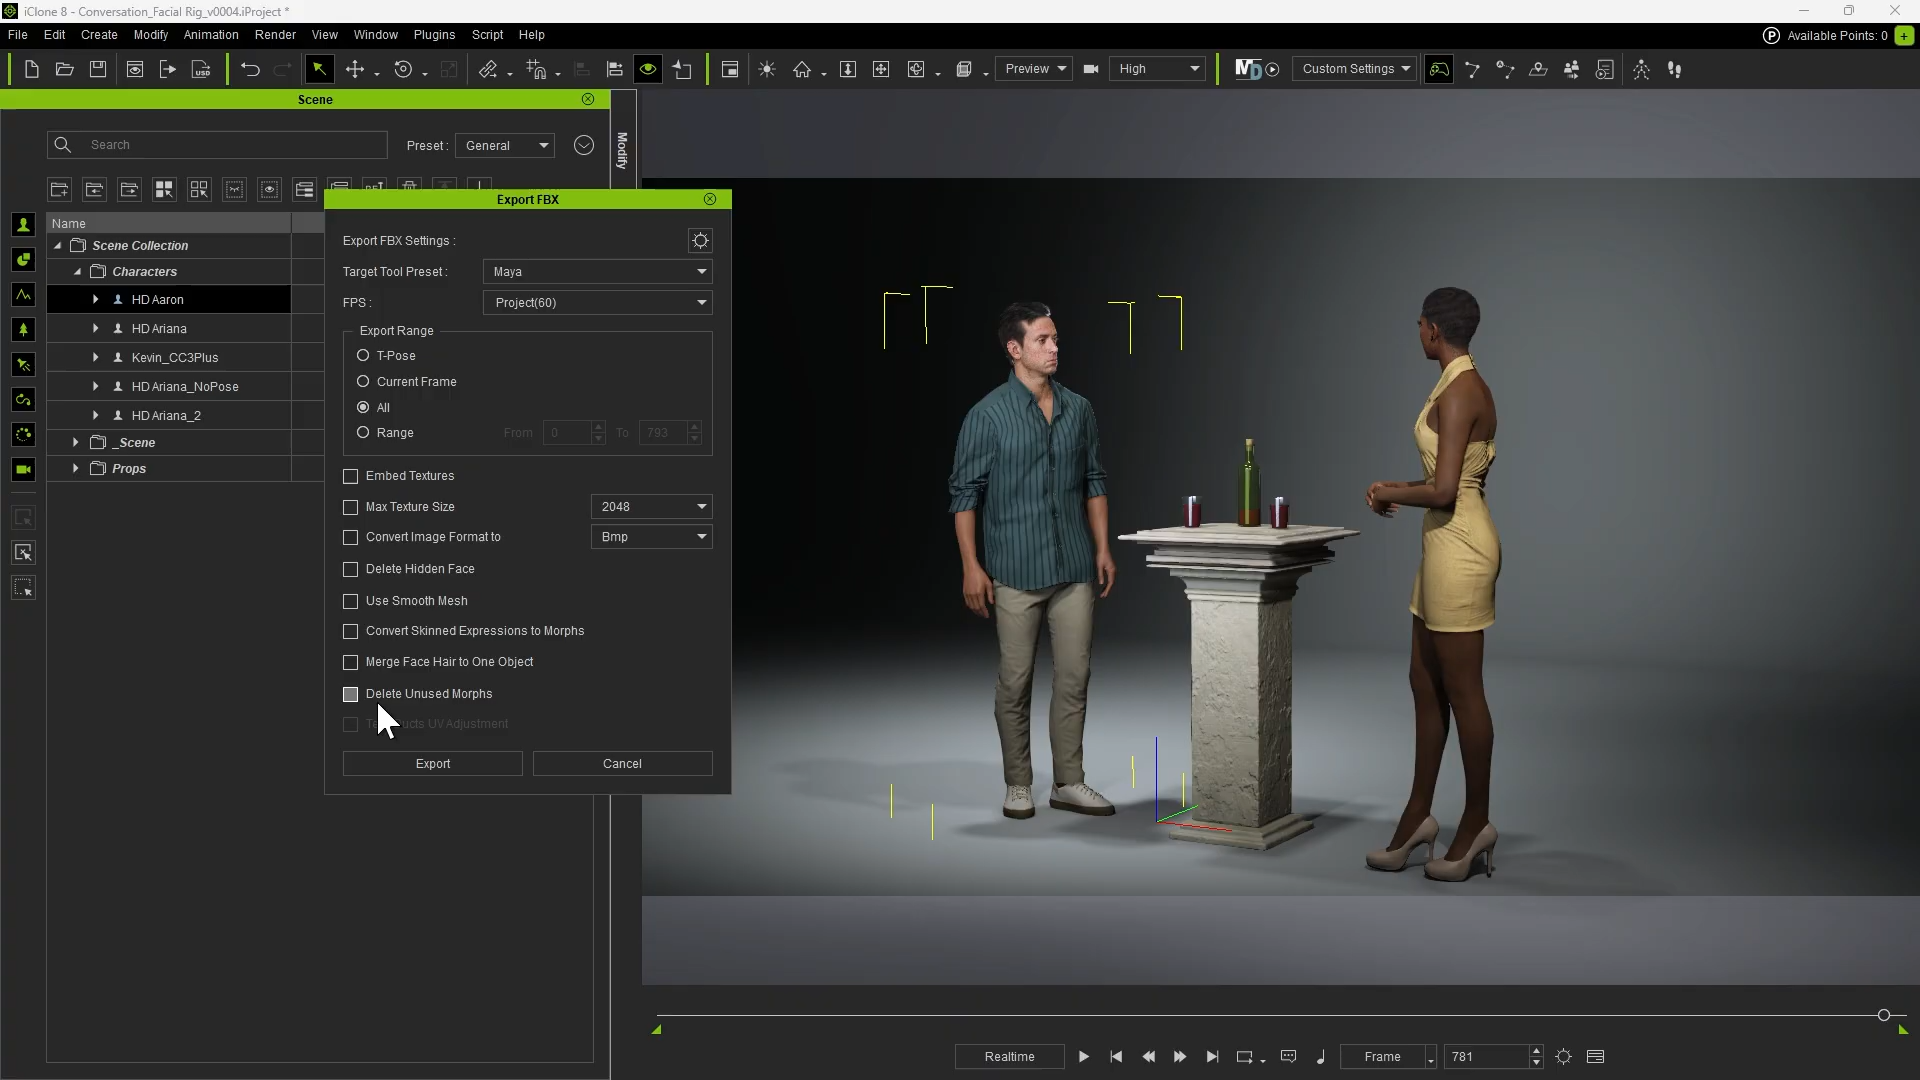 iClone 8 - Conversation_Facial Rig_v0004.iProject *
File Edit Create Modify Animation Render View Window Plugins Script Help
P Available Points: 0 +
USD Preview High MD Custom Settings
Scene
Modify
Search Preset : General
Name
Scene Collection
Characters
HD Aaron
HD Ariana
Kevin_CC3Plus
HD Ariana_NoPose
HD Ariana_2
_Scene
Props
Export FBX
Export FBX Settings :
Target Tool Preset : Maya
FPS : Project(60)
Export Range
T-Pose
Current Frame
All
Range From 0 To 793
Embed Textures
Max Texture Size 2048
Convert Image Format to Bmp
Delete Hidden Face
Use Smooth Mesh
Convert Skinned Expressions to Morphs
Merge Face Hair to One Object
Delete Unused Morphs
UV Adjustment
Export Cancel
Realtime Frame 781